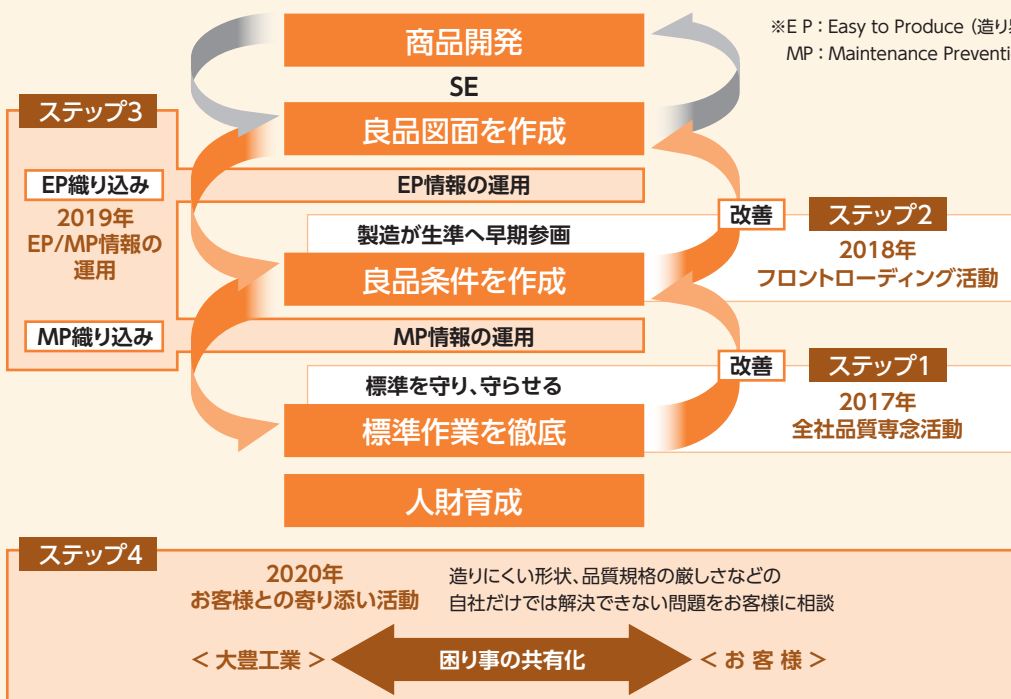 商品開発
※E P：Easy to Produce（造り
MP：Maintenance Preventi
SE
ステップ3
良品図面を作成
EP織り込み
EP情報の運用
2019年
EP/MP情報の
運用
改善
ステップ2
製造が生準へ早期参画
2018年
フロントローディング活動
良品条件を作成
MP織り込み
MP情報の運用
改善
ステップ1
標準を守り、守らせる
2017年
全社品質専念活動
標準作業を徹底
人財育成
ステップ4
2020年
お客様との寄り添い活動
造りにくい形状、品質規格の厳しさなどの
自社だけでは解決できない問題をお客様に相談
＜大豊工業＞
困り事の共有化
＜お客様＞